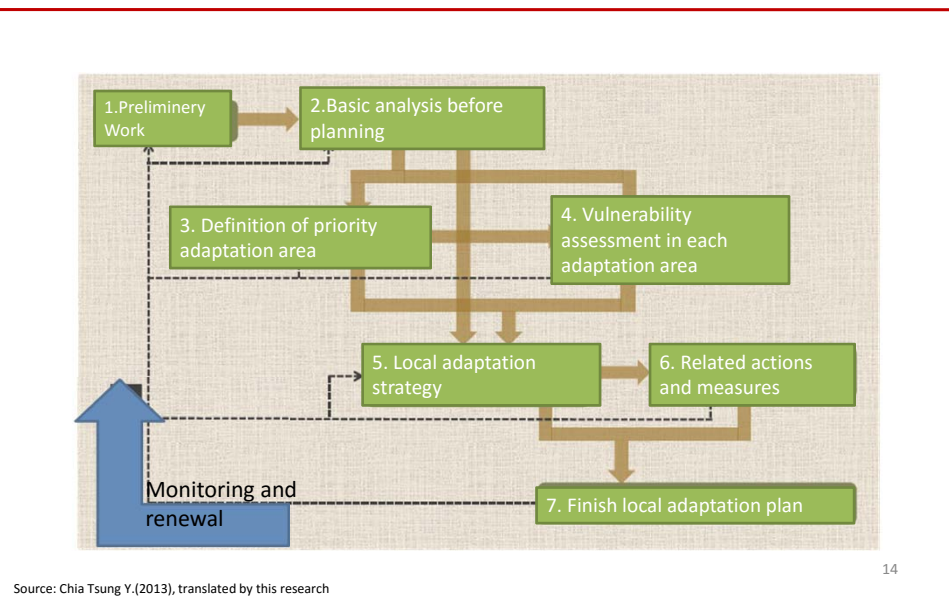 1.Preliminery
Work
2.Basic analysis before
planning
3. Definition of priority
adaptation area
4. Vulnerability
assessment in each
adaptation area
5. Local adaptation
strategy
6. Related actions
and measures
Monitoring and
renewal
7. Finish local adaptation plan
14
Source: Chia Tsung Y.(2013), translated by this research